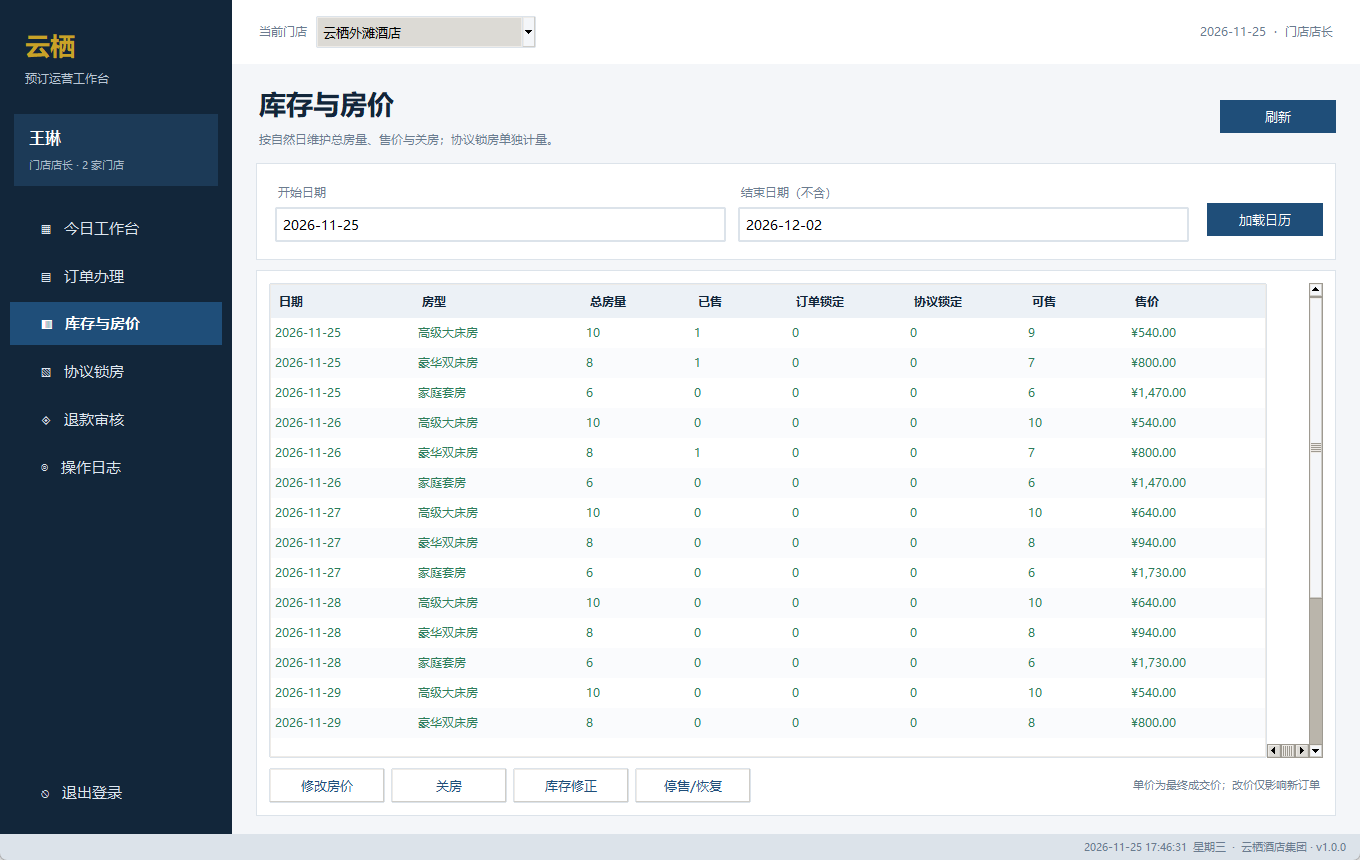 云栖
预订运营工作台
王琳
门店店长 · 2 家门店
今日工作台
订单办理
库存与房价
协议锁房
退款审核
操作日志
退出登录
当前门店 云栖外滩酒店 2026-11-25 · 门店店长
库存与房价
按自然日维护总房量、售价与关房；协议锁房单独计量。
刷新
开始日期 结束日期（不含）
2026-11-25 2026-12-02 加载日历
日期 房型 总房量 已售 订单锁定 协议锁定 可售 售价
2026-11-25 高级大床房 10 1 0 0 9 ¥540.00
2026-11-25 豪华双床房 8 1 0 0 7 ¥800.00
2026-11-25 家庭套房 6 0 0 0 6 ¥1,470.00
2026-11-26 高级大床房 10 0 0 0 10 ¥540.00
2026-11-26 豪华双床房 8 1 0 0 7 ¥800.00
2026-11-26 家庭套房 6 0 0 0 6 ¥1,470.00
2026-11-27 高级大床房 10 0 0 0 10 ¥640.00
2026-11-27 豪华双床房 8 0 0 0 8 ¥940.00
2026-11-27 家庭套房 6 0 0 0 6 ¥1,730.00
2026-11-28 高级大床房 10 0 0 0 10 ¥640.00
2026-11-28 豪华双床房 8 0 0 0 8 ¥940.00
2026-11-28 家庭套房 6 0 0 0 6 ¥1,730.00
2026-11-29 高级大床房 10 0 0 0 10 ¥540.00
2026-11-29 豪华双床房 8 0 0 0 8 ¥800.00
修改房价 关房 库存修正 停售/恢复 单价为最终成交价；改价仅影响新订单
2026-11-25 17:46:31 星期三 · 云栖酒店集团 · v1.0.0